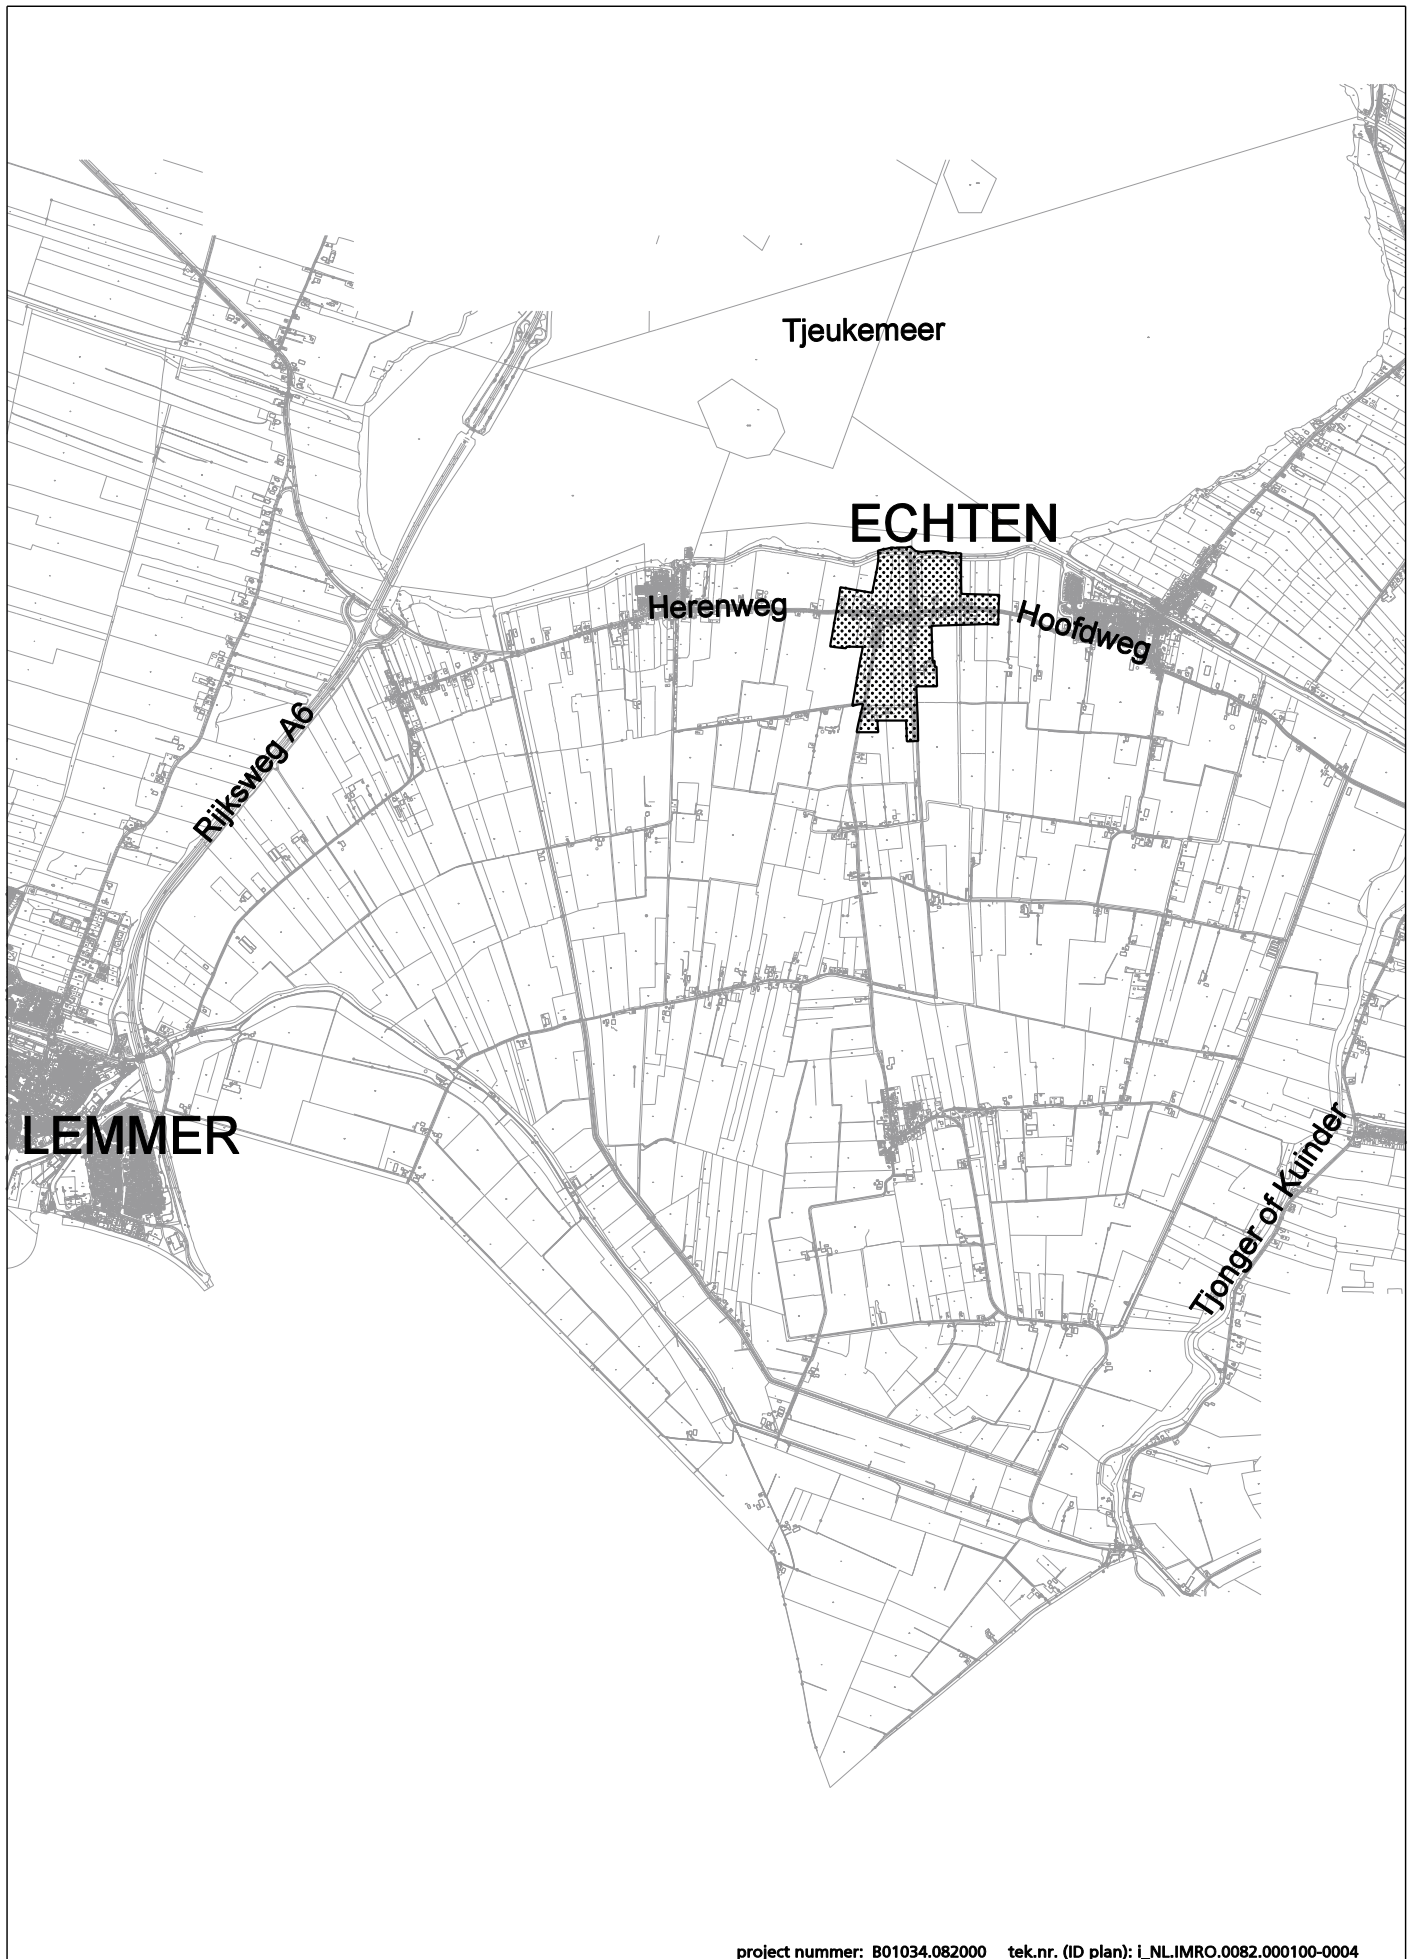 Tjeukemeer
ECHTEN
Herenweg
Hoofdweg
Rijksweg A6
LEMMER
Tjonger of Kuinder
project nummer: B01034.082000 tek.nr. (ID plan): i_NL.IMRO.0082.000100-0004